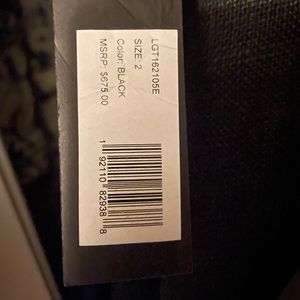 LGT162105E
SIZE: 2
Color: BLACK
MSRP: $675.00
1 92110 82938 8